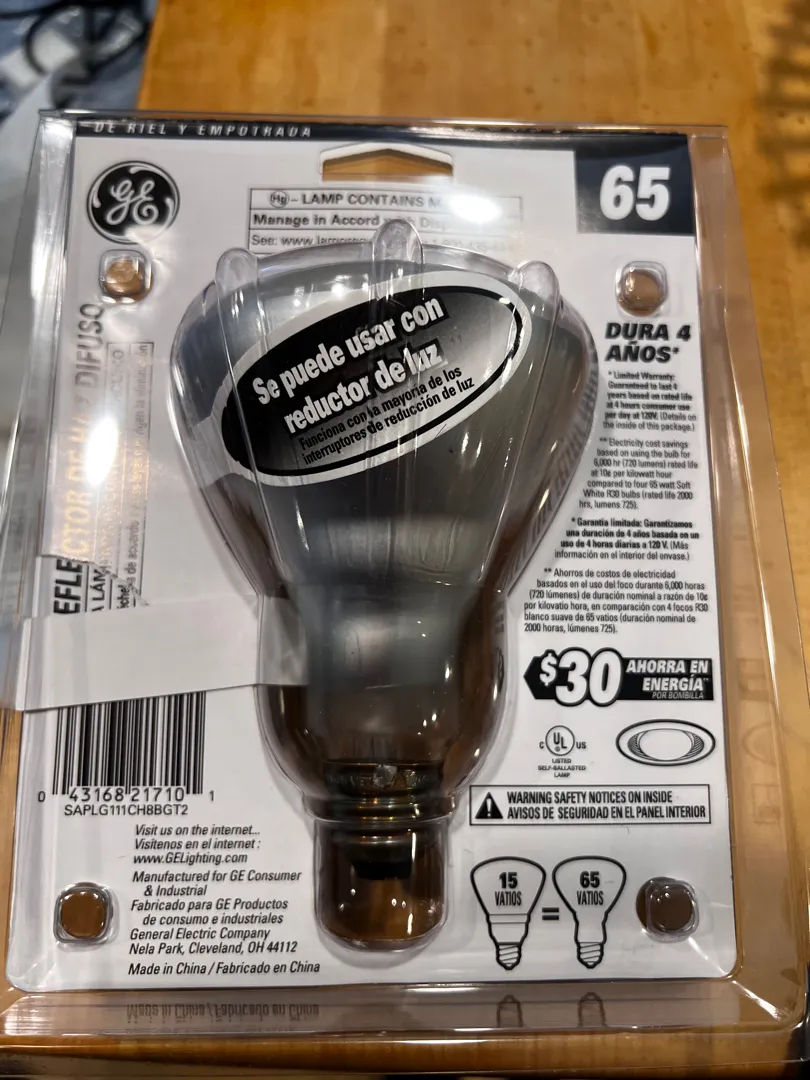 DE RIEL Y EMPOTRADA
GE
65
Hg – LAMP CONTAINS
Manage in Accord with
See: www.
Se puede usar con
reductor de luz
Funciona con la mayoría de los
interruptores de reducción de luz
DIFUSO
DURA 4
AÑOS*
* Limited Warranty:
Guaranteed to last 4
years based on rated life
at 4 hours consumer use
per day at 120V. (Details on
the inside of this package.)
** Electricity cost savings
based on using the bulb for
6,000 hr (720 lumens) rated life
at 10¢ per kilowatt hour
compared to four 65 watt Soft
White R30 bulbs (rated life 2000
hrs, lumens 725).
* Garantía limitada: Garantizamos
una duración de 4 años basada en un
uso de 4 horas diarias a 120 V. (Más
información en el interior del envase.)
** Ahorros de costos de electricidad
basados en el uso del foco durante 6,000 horas
(720 lúmenes) de duración nominal a razón de 10¢
por kilovatio hora, en comparación con 4 focos R30
blanco suave de 65 vatios (duración nominal de
2000 horas, lúmenes 725).
$30 AHORRA EN
ENERGÍA**
POR BOMBILLA
C UL US
LISTED
SELF-BALLASTED
LAMP
WARNING SAFETY NOTICES ON INSIDE
AVISOS DE SEGURIDAD EN EL PANEL INTERIOR
15
VATIOS
=
65
VATIOS
0 43168 21710 1
SAPLG111CH8BGT2
Visit us on the internet...
Visítenos en el internet :
www.GELighting.com
Manufactured for GE Consumer
& Industrial
Fabricado para GE Productos
de consumo e industriales
General Electric Company
Nela Park, Cleveland, OH 44112
Made in China / Fabricado en China